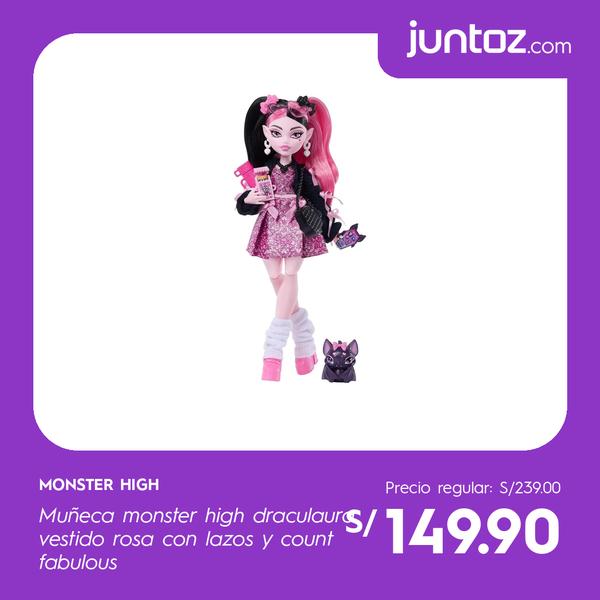 juntoz.com
MONSTER HIGH
Muñeca monster high draculaura
vestido rosa con lazos y count
fabulous
Precio regular: S/239.00
S/149.90